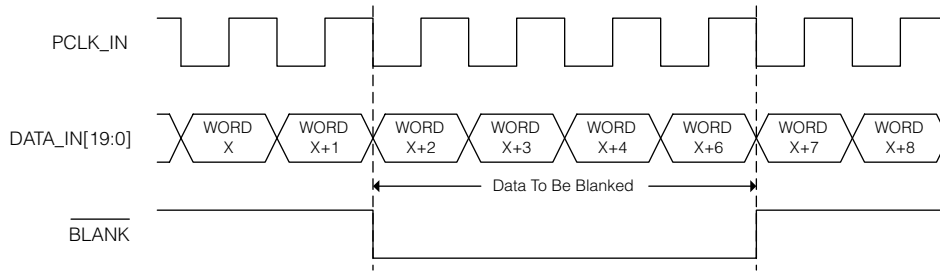 PCLK_IN
DATA_IN[19:0]
WORD X
WORD X+1
WORD X+2
WORD X+3
WORD X+4
WORD X+6
WORD X+7
WORD X+8
Data To Be Blanked
BLANK